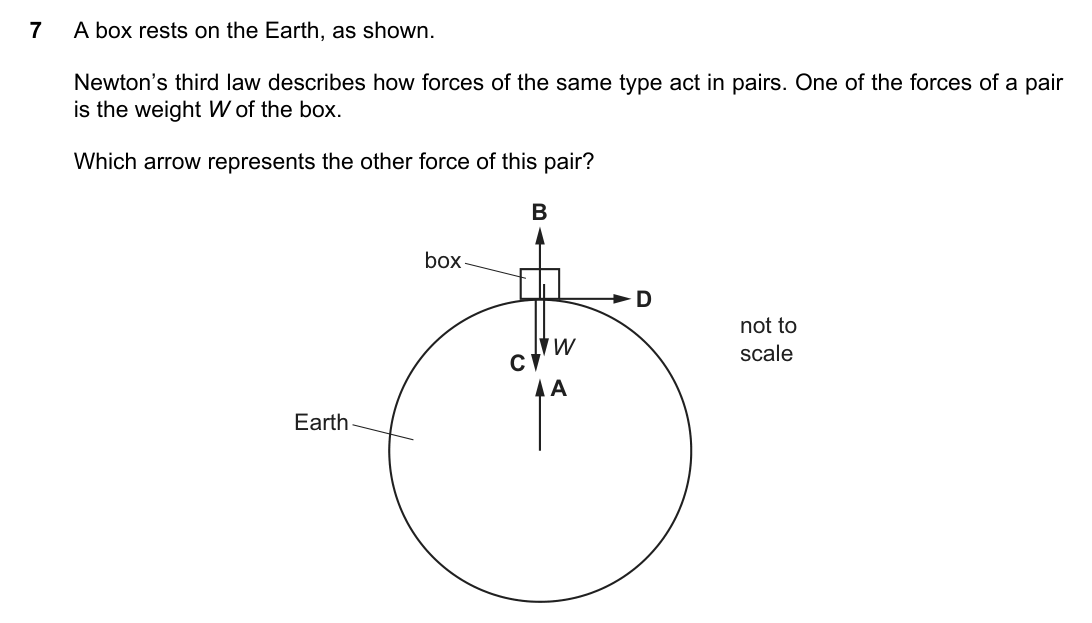 7 A box rests on the Earth, as shown.
Newton’s third law describes how forces of the same type act in pairs. One of the forces of a pair
is the weight W of the box.
Which arrow represents the other force of this pair?
B
box
D
not to
scale
W
C
A
Earth